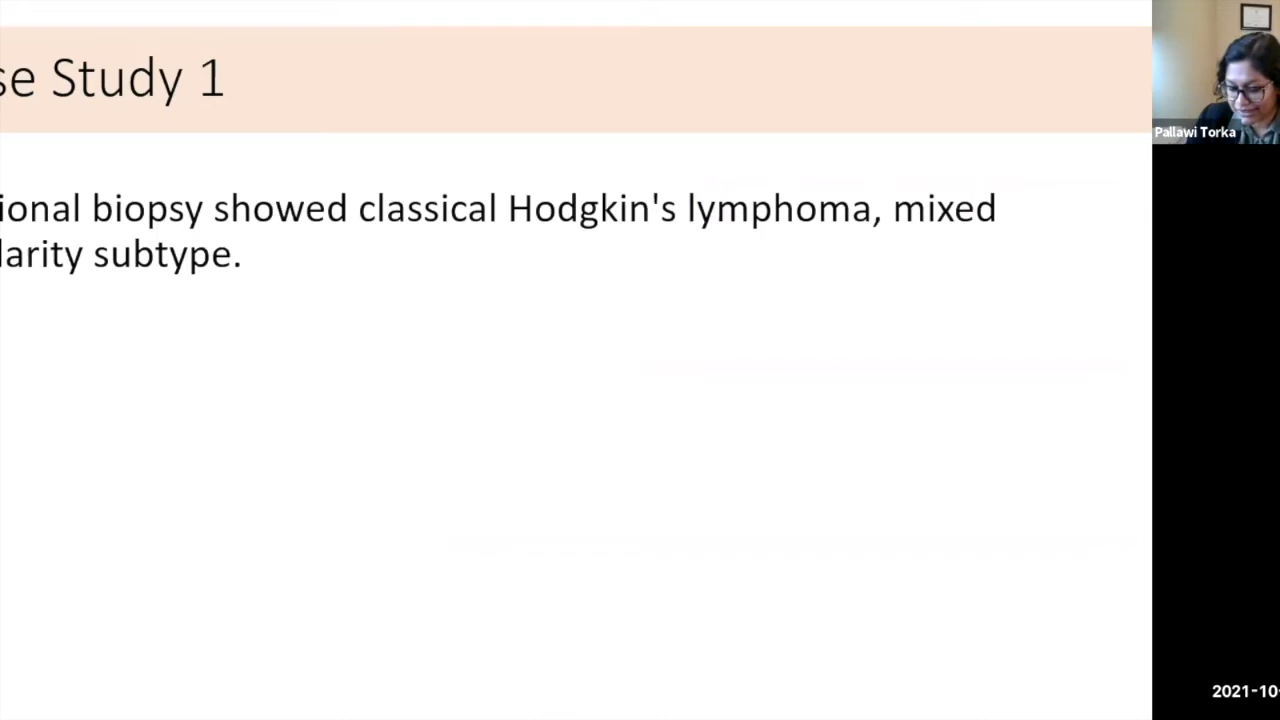 se Study 1
ional biopsy showed classical Hodgkin's lymphoma, mixed
larity subtype.
Pallawi Torka
2021-10-